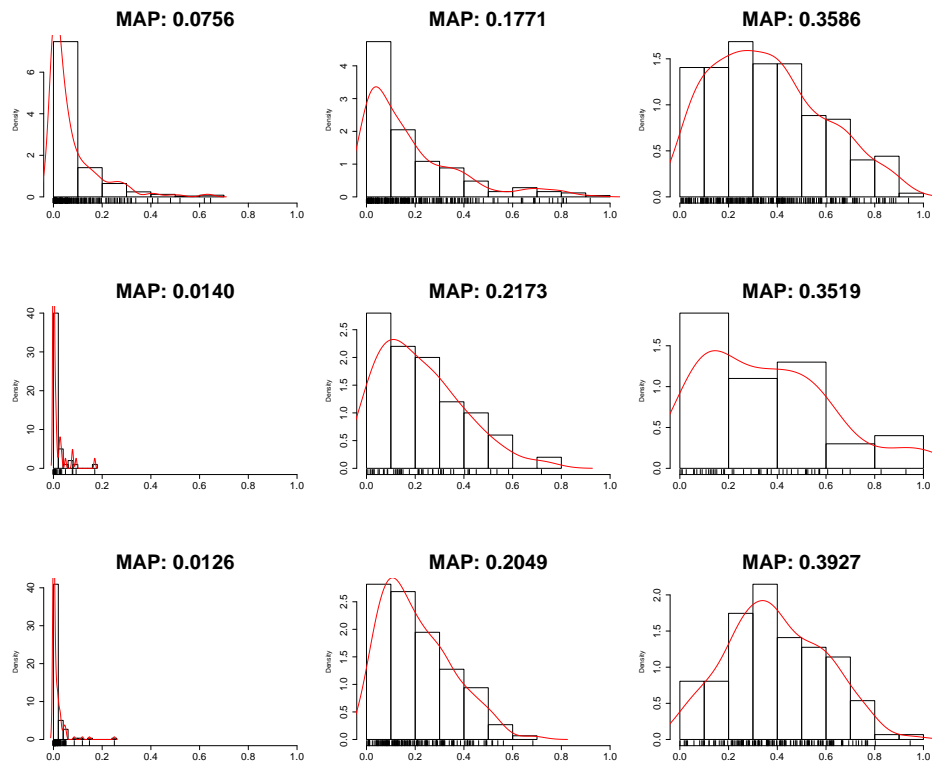 MAP: 0.0756 MAP: 0.1771 MAP: 0.3586
Density 0 2 4 6 0.0 0.2 0.4 0.6 0.8 1.0
Density 0 1 2 3 4 0.0 0.2 0.4 0.6 0.8 1.0
Density 0.0 0.5 1.0 1.5 0.0 0.2 0.4 0.6 0.8 1.0
MAP: 0.0140 MAP: 0.2173 MAP: 0.3519
Density 0 10 20 30 40 0.0 0.2 0.4 0.6 0.8 1.0
Density 0.0 0.5 1.0 1.5 2.0 2.5 0.0 0.2 0.4 0.6 0.8 1.0
Density 0.0 0.5 1.0 1.5 0.0 0.2 0.4 0.6 0.8 1.0
MAP: 0.0126 MAP: 0.2049 MAP: 0.3927
Density 0 10 20 30 40 0.0 0.2 0.4 0.6 0.8 1.0
Density 0.0 0.5 1.0 1.5 2.0 2.5 0.0 0.2 0.4 0.6 0.8 1.0
Density 0.0 0.5 1.0 1.5 2.0 0.0 0.2 0.4 0.6 0.8 1.0